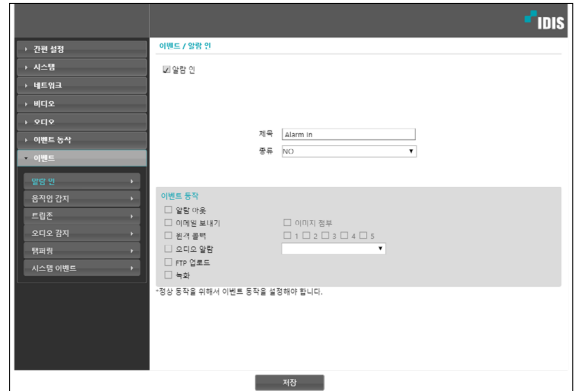 IDIS
간편 설정
시스템
네트워크
비디오
오디오
이벤트 동작
이벤트
알람 인
움직임 감지
트립존
오디오 감지
탬퍼링
시스템 이벤트
이벤트 / 알람 인
알람 인
제목 Alarm In
종류 NO
이벤트 동작
알람 아웃
이메일 보내기 이미지 첨부
원격 콜백 1 2 3 4 5
오디오 알람
FTP 업로드
녹화
*정상 동작을 위해서 이벤트 동작을 설정해야 합니다.
저장